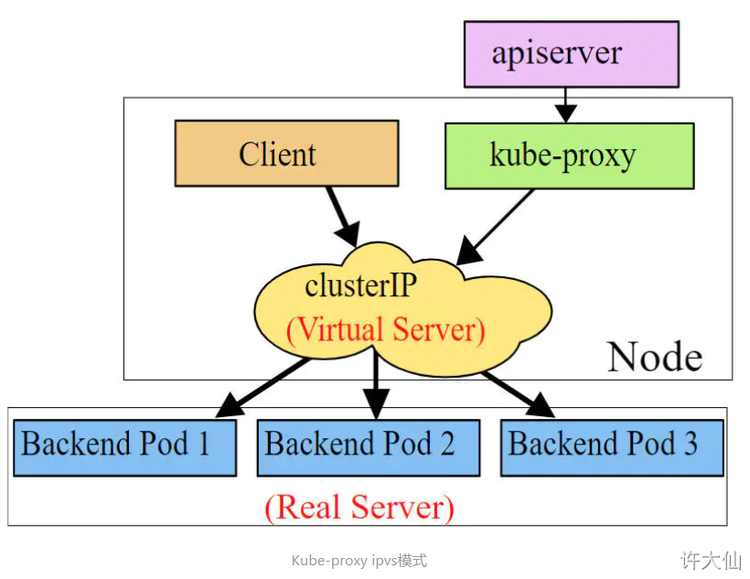 apiserver
Client
kube-proxy
clusterIP
(Virtual Server)
Node
Backend Pod 1
Backend Pod 2
Backend Pod 3
(Real Server)
Kube-proxy ipvs模式
许大仙